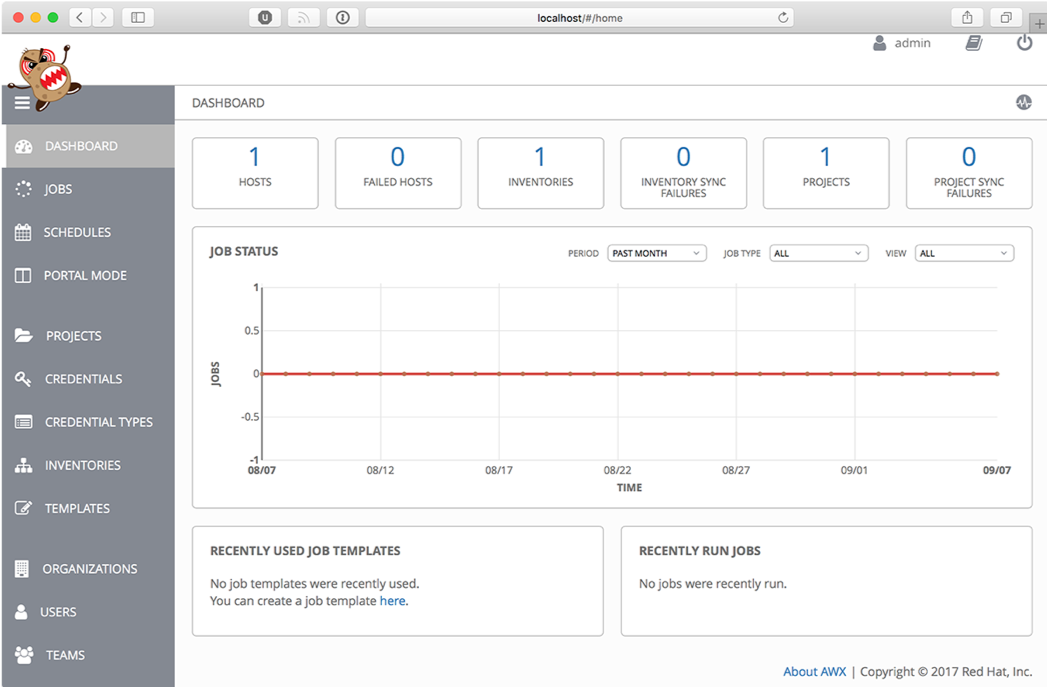 localhost/#/home
admin
DASHBOARD
DASHBOARD
JOBS
SCHEDULES
PORTAL MODE
PROJECTS
CREDENTIALS
CREDENTIAL TYPES
INVENTORIES
TEMPLATES
ORGANIZATIONS
USERS
TEAMS
1
HOSTS
0
FAILED HOSTS
1
INVENTORIES
0
INVENTORY SYNC
FAILURES
1
PROJECTS
0
PROJECT SYNC
FAILURES
JOB STATUS
PERIOD PAST MONTH JOB TYPE ALL VIEW ALL
1
0.5
0
-0.5
-1
JOBS
08/07 08/12 08/17 08/22 08/27 09/01 09/07
TIME
RECENTLY USED JOB TEMPLATES
No job templates were recently used.
You can create a job template here.
RECENTLY RUN JOBS
No jobs were recently run.
About AWX | Copyright © 2017 Red Hat, Inc.